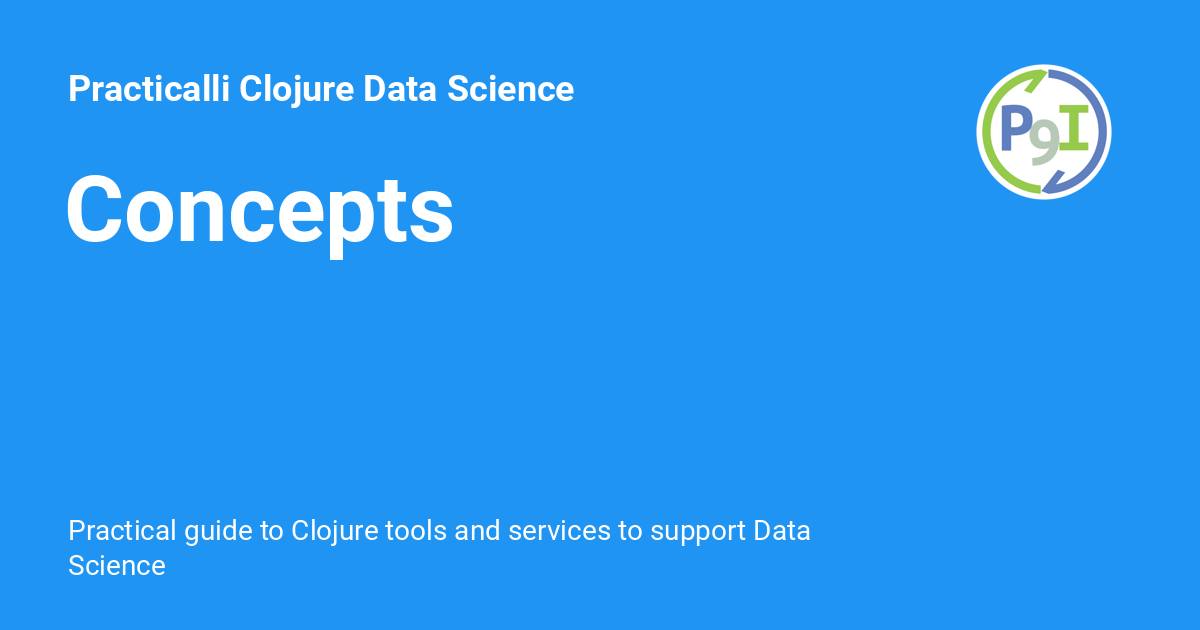 Practicalli Clojure Data Science
P9I
Concepts
Practical guide to Clojure tools and services to support Data
Science